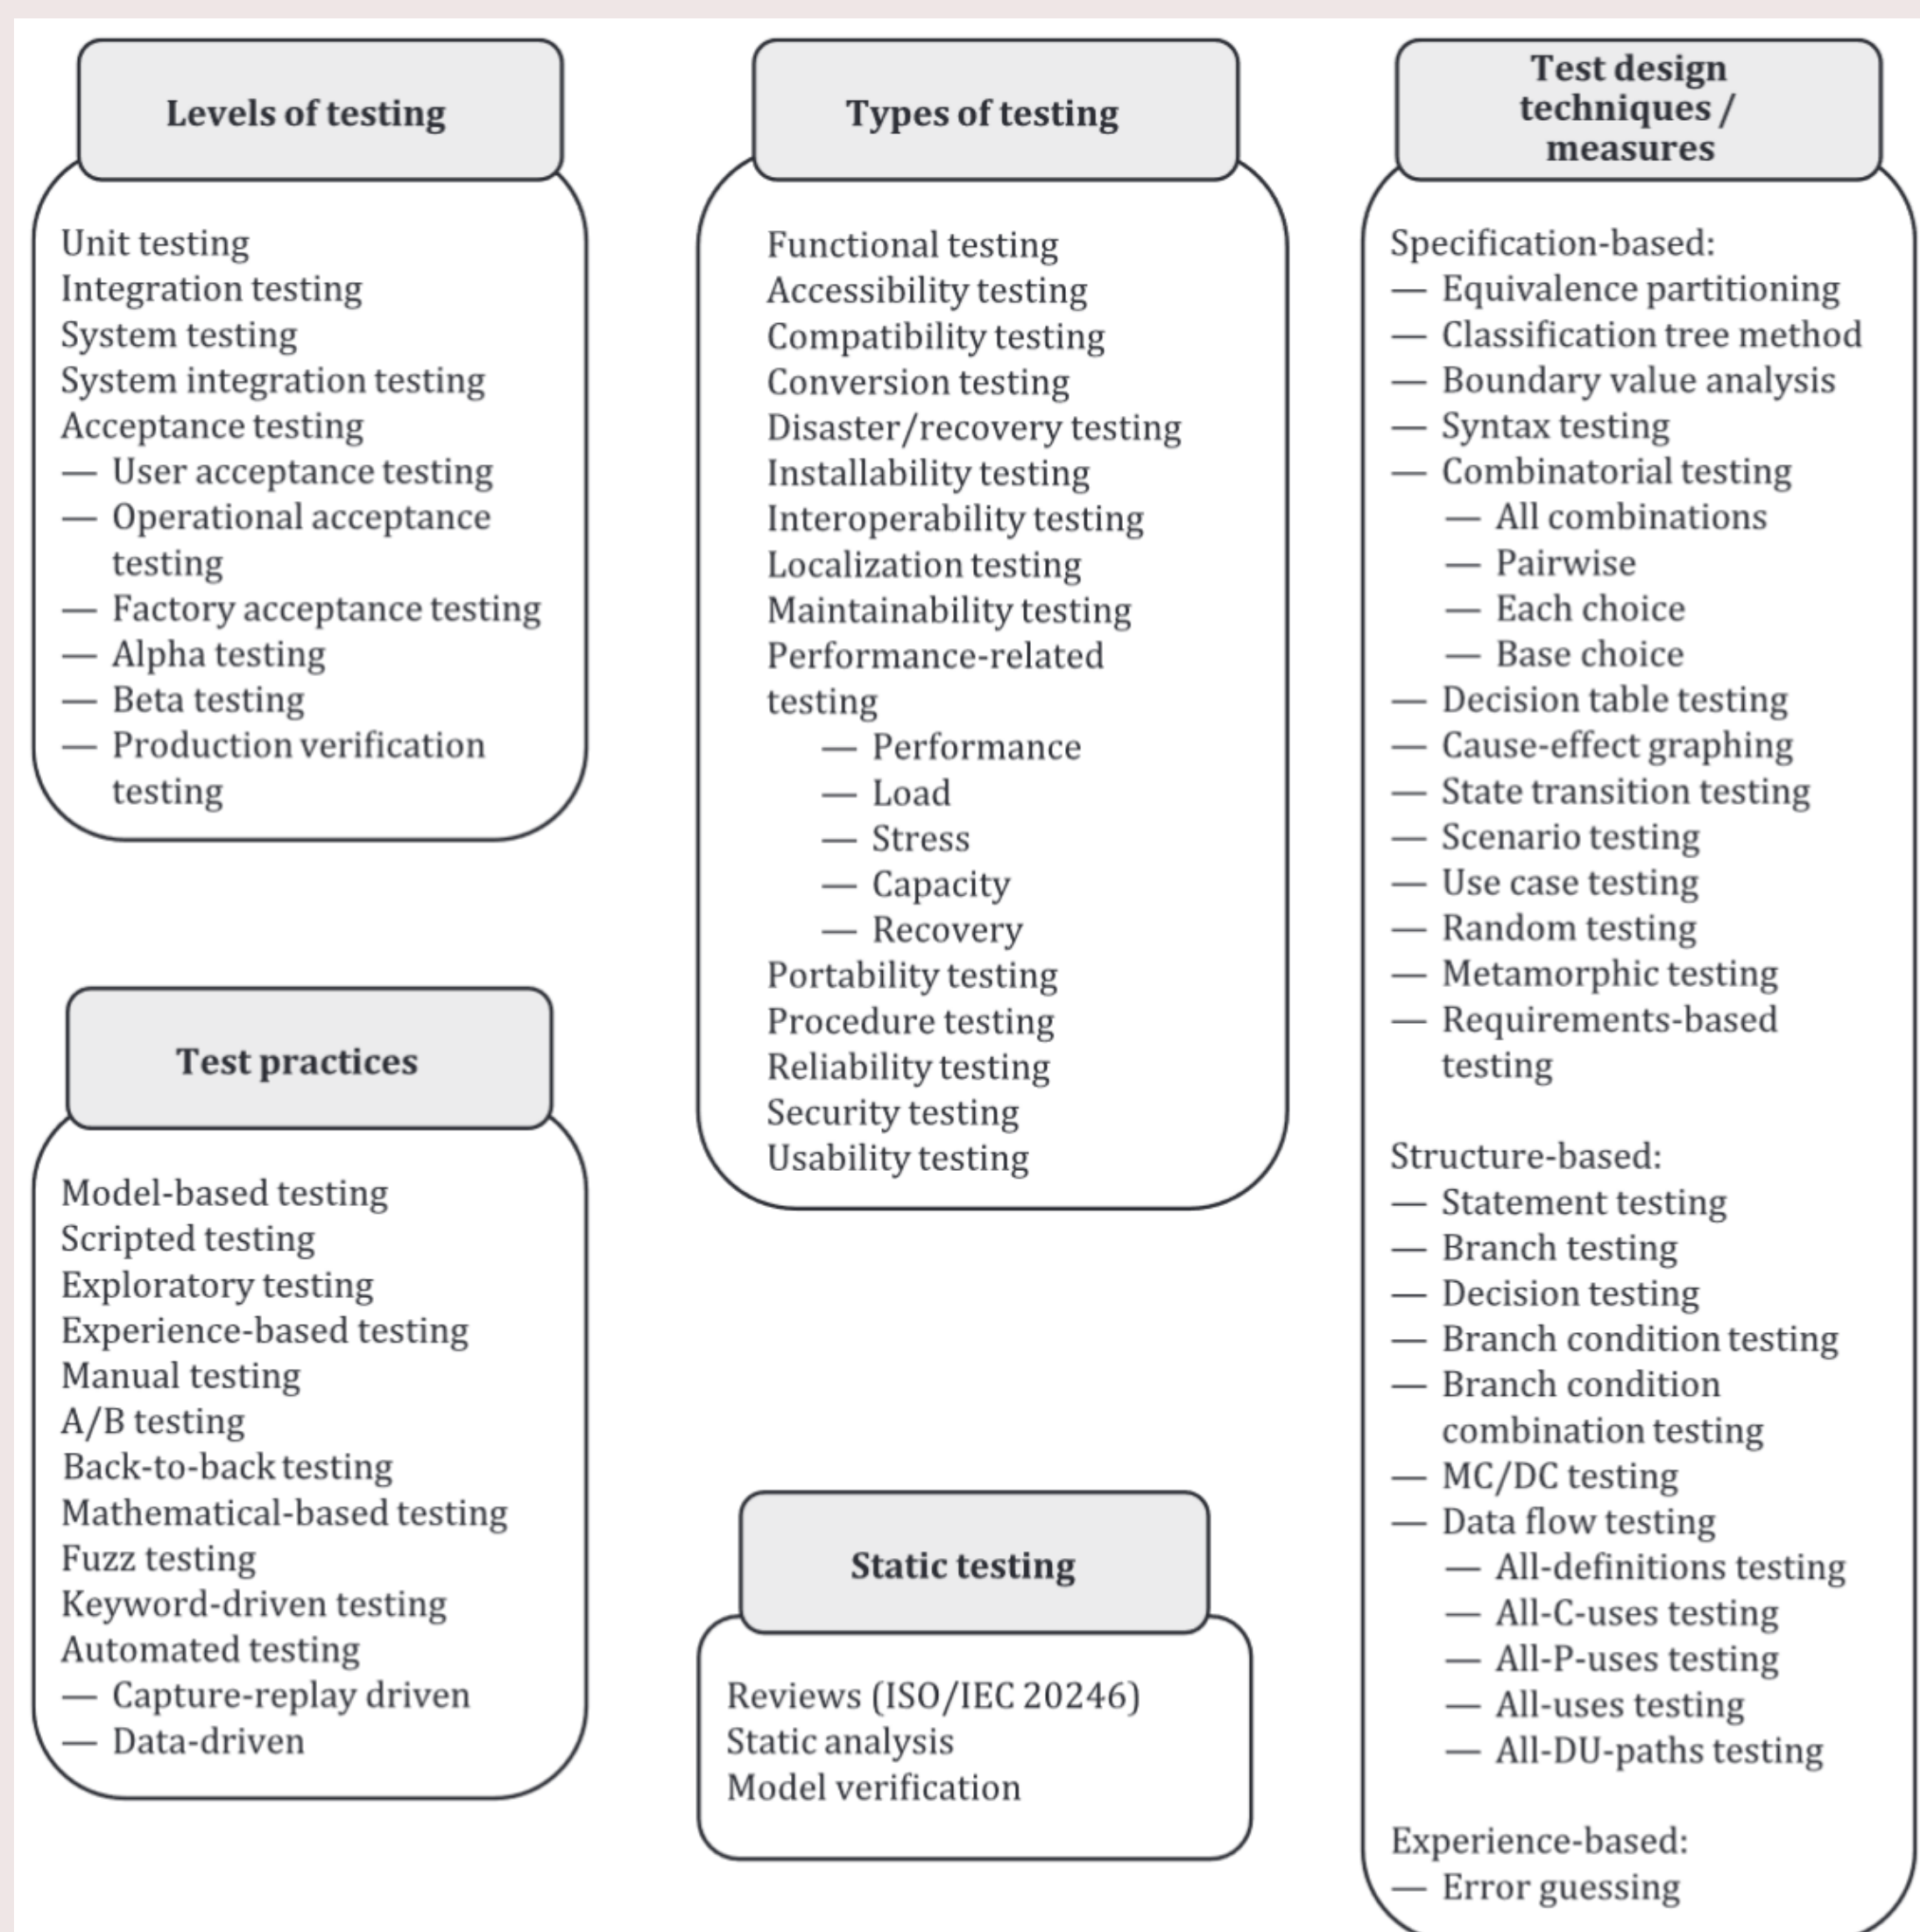 Levels of testing
Unit testing
Integration testing
System testing
System integration testing
Acceptance testing
— User acceptance testing
— Operational acceptance
testing
— Factory acceptance testing
— Alpha testing
— Beta testing
— Production verification
testing
Test practices
Model-based testing
Scripted testing
Exploratory testing
Experience-based testing
Manual testing
A/B testing
Back-to-back testing
Mathematical-based testing
Fuzz testing
Keyword-driven testing
Automated testing
— Capture-replay driven
— Data-driven
Types of testing
Functional testing
Accessibility testing
Compatibility testing
Conversion testing
Disaster/recovery testing
Installability testing
Interoperability testing
Localization testing
Maintainability testing
Performance-related
testing
— Performance
— Load
— Stress
— Capacity
— Recovery
Portability testing
Procedure testing
Reliability testing
Security testing
Usability testing
Static testing
Reviews (ISO/IEC 20246)
Static analysis
Model verification
Test design
techniques /
measures
Specification-based:
— Equivalence partitioning
— Classification tree method
— Boundary value analysis
— Syntax testing
— Combinatorial testing
— All combinations
— Pairwise
— Each choice
— Base choice
— Decision table testing
— Cause-effect graphing
— State transition testing
— Scenario testing
— Use case testing
— Random testing
— Metamorphic testing
— Requirements-based
testing
Structure-based:
— Statement testing
— Branch testing
— Decision testing
— Branch condition testing
— Branch condition
combination testing
— MC/DC testing
— Data flow testing
— All-definitions testing
— All-C-uses testing
— All-P-uses testing
— All-uses testing
— All-DU-paths testing
Experience-based:
— Error guessing